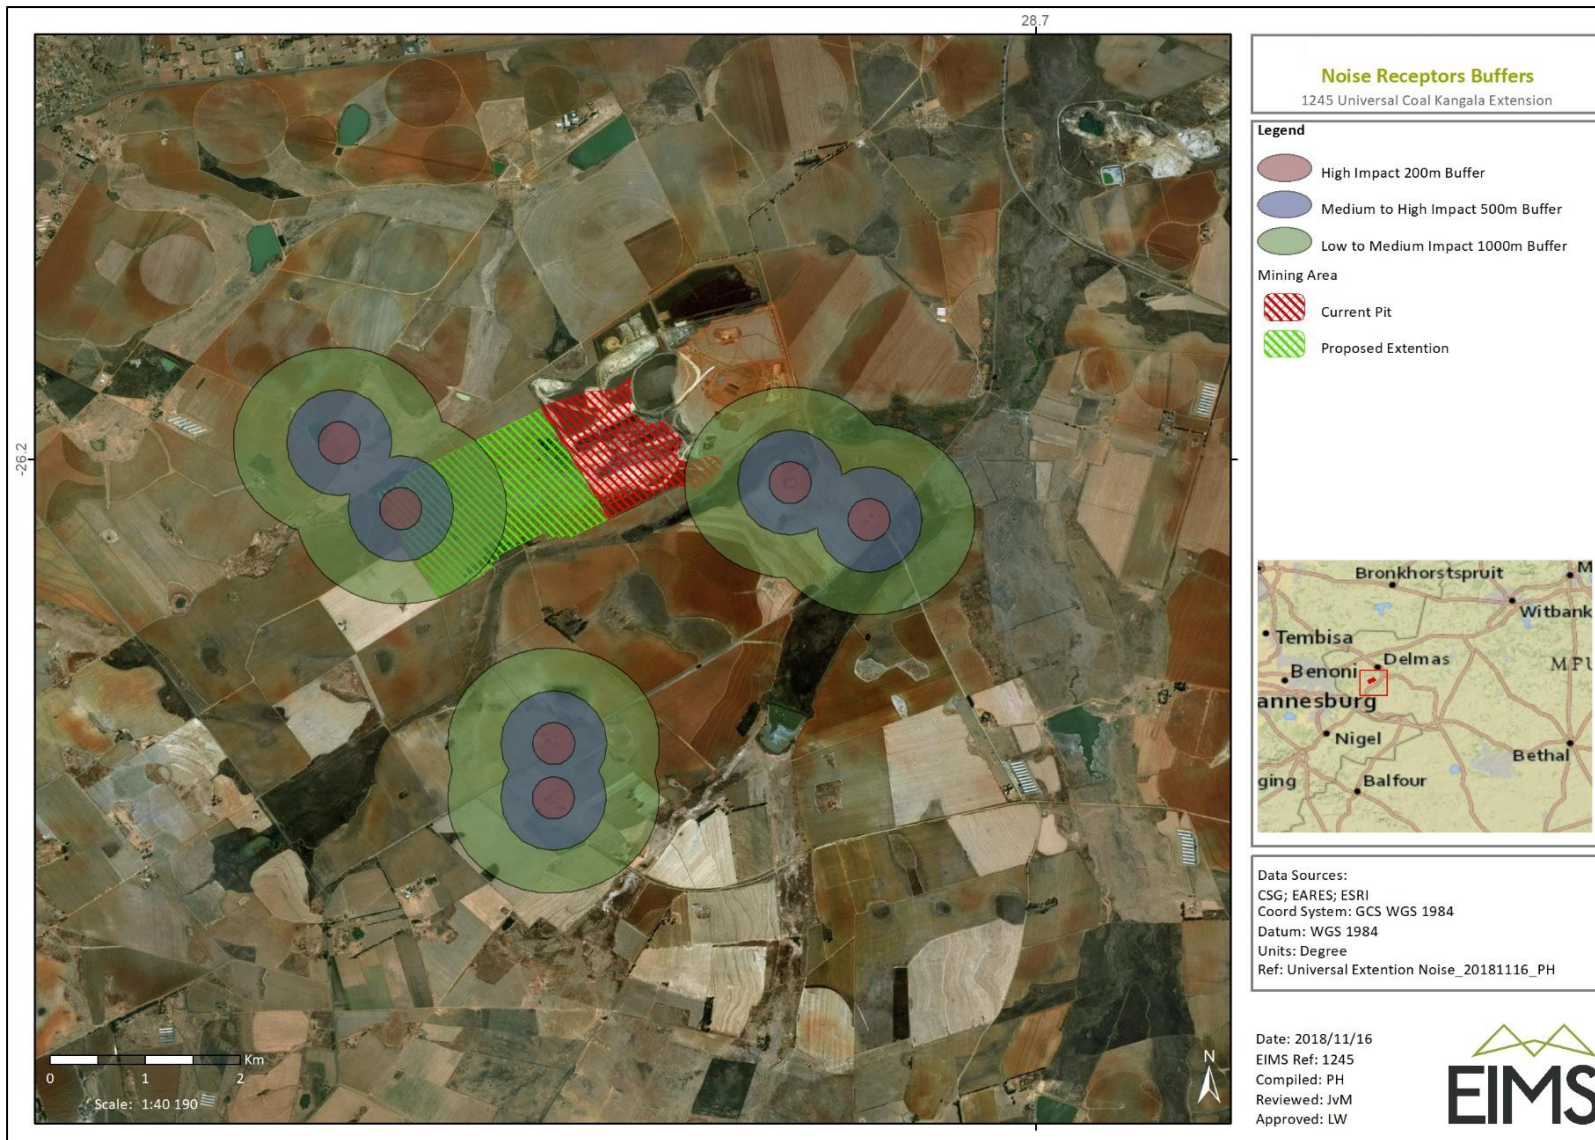 28.7
-26.2
0 1 2 Km
Scale: 1:40 190
N
Noise Receptors Buffers
1245 Universal Coal Kangala Extension
Legend
High Impact 200m Buffer
Medium to High Impact 500m Buffer
Low to Medium Impact 1000m Buffer
Mining Area
Current Pit
Proposed Extention
Bronkhorstspruit
M
Witbank
Tembisa
Delmas
MPU
Benoni
annesburg
Nigel
Bethal
ging
Balfour
Data Sources:
CSG; EARES; ESRI
Coord System: GCS WGS 1984
Datum: WGS 1984
Units: Degree
Ref: Universal Extention Noise_20181116_PH
Date: 2018/11/16
EIMS Ref: 1245
Compiled: PH
Reviewed: JvM
Approved: LW
EIMS